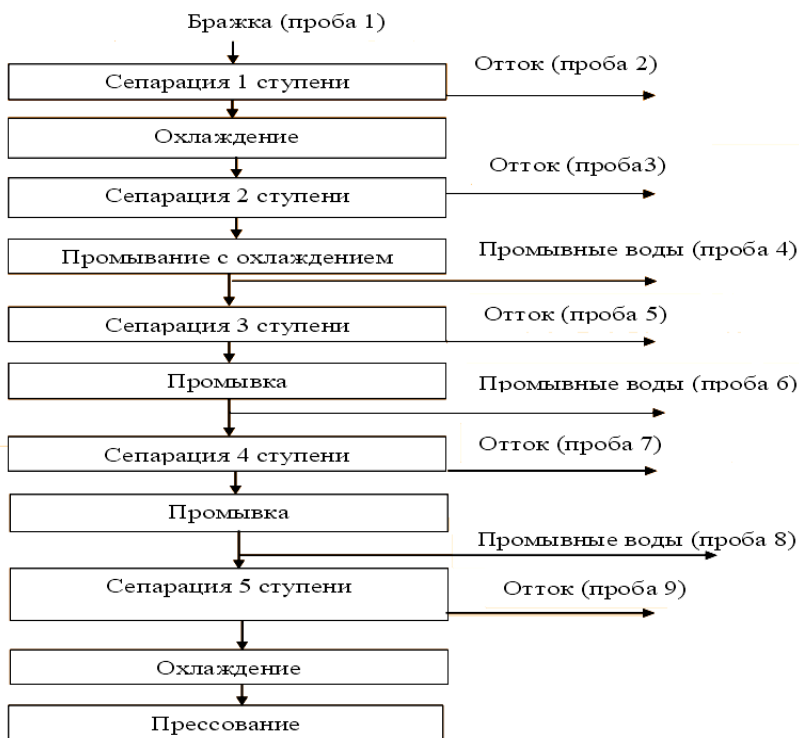 Бражка (проба 1)
Отток (проба 2)
Сепарация 1 ступени
Охлаждение
Отток (проба3)
Сепарация 2 ступени
Промывные воды (проба 4)
Промывание с охлаждением
Отток (проба 5)
Сепарация 3 ступени
Промывка
Промывные воды (проба 6)
Отток (проба 7)
Сепарация 4 ступени
Промывка
Промывные воды (проба 8)
Сепарация 5 ступени
Отток (проба 9)
Охлаждение
Прессование